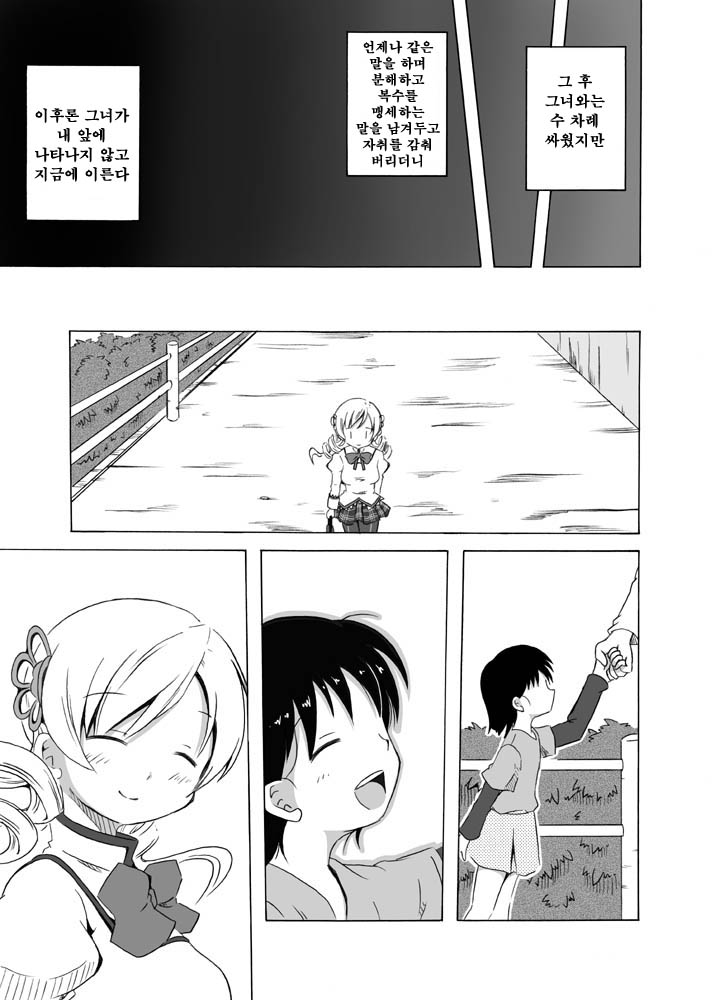 그 후
그녀와는
수 차례
싸웠지만
언제나 같은
말을 하며
분해하고
복수를
맹세하는
말을 남겨두고
자취를 감춰
버리더니
이후론 그녀가
내 앞에
나타나지 않고
지금에 이른다